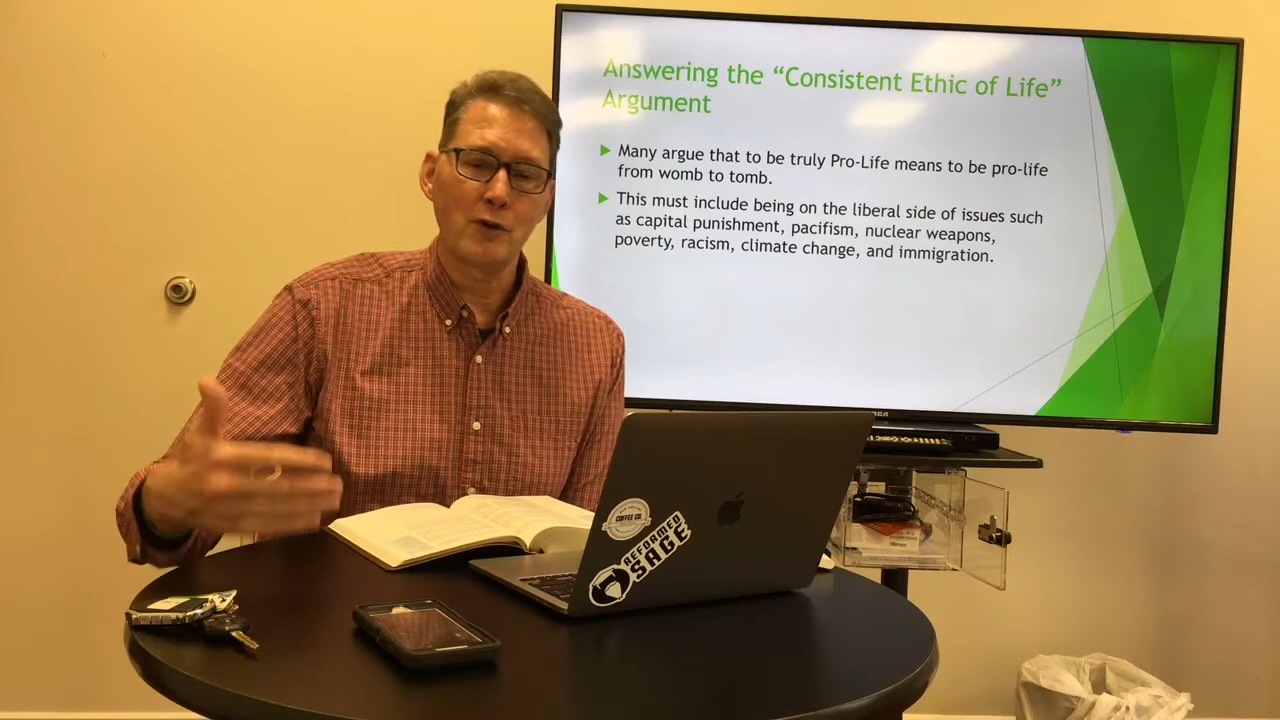 Answering the “Consistent Ethic of Life”
Argument
Many argue that to be truly Pro-Life means to be pro-life
from womb to tomb.
This must include being on the liberal side of issues such
as capital punishment, pacifism, nuclear weapons,
poverty, racism, climate change, and immigration.
RCA
COFFEE CO.
REFORMED
SAGE